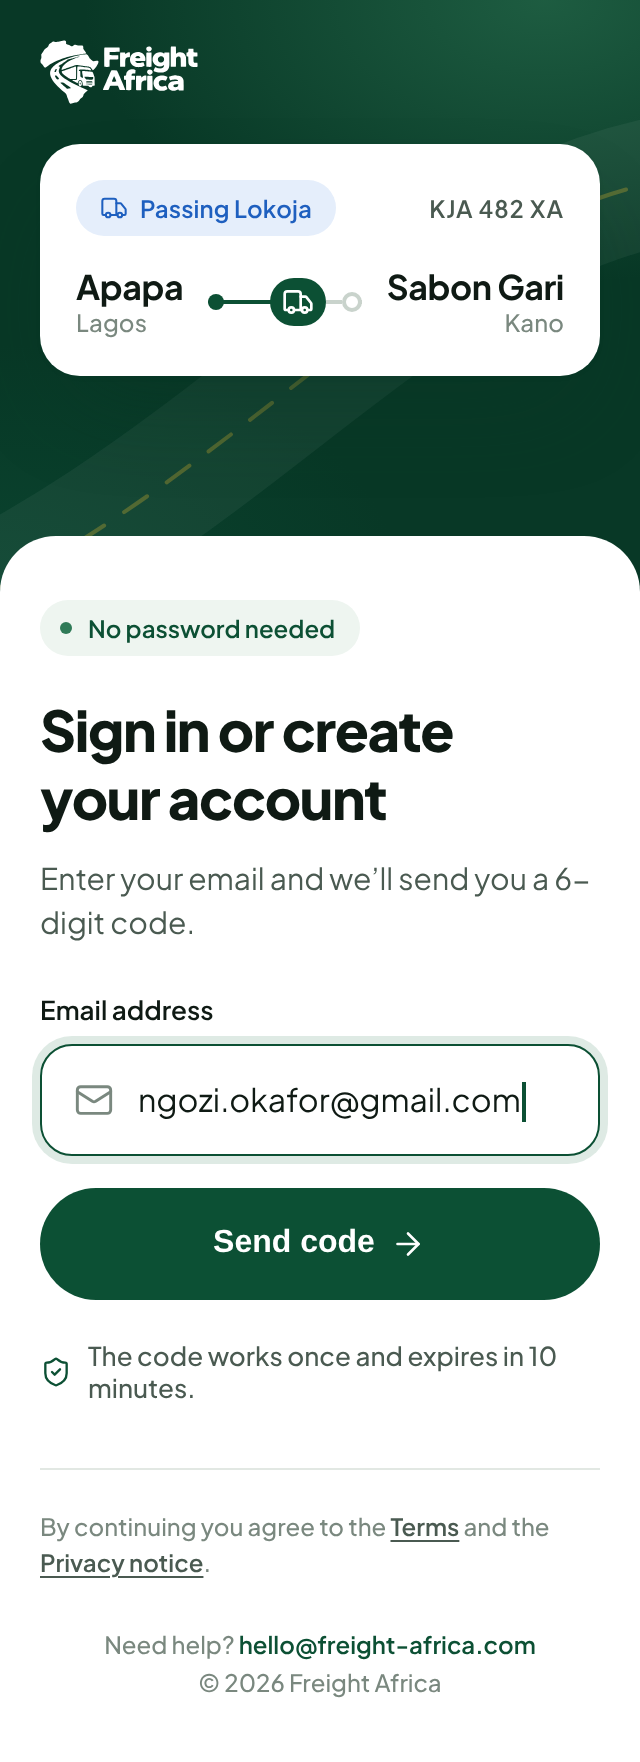 Freight
Africa
Passing Lokoja
KJA 482 XA
Apapa
Sabon Gari
Lagos
Kano
No password needed
Sign in or create
your account
Enter your email and we’ll send you a 6-
digit code.
Email address
ngozi.okafor@gmail.com
Send code
The code works once and expires in 10
minutes.
By continuing you agree to the Terms and the
Privacy notice.
Need help? hello@freight-africa.com
© 2026 Freight Africa